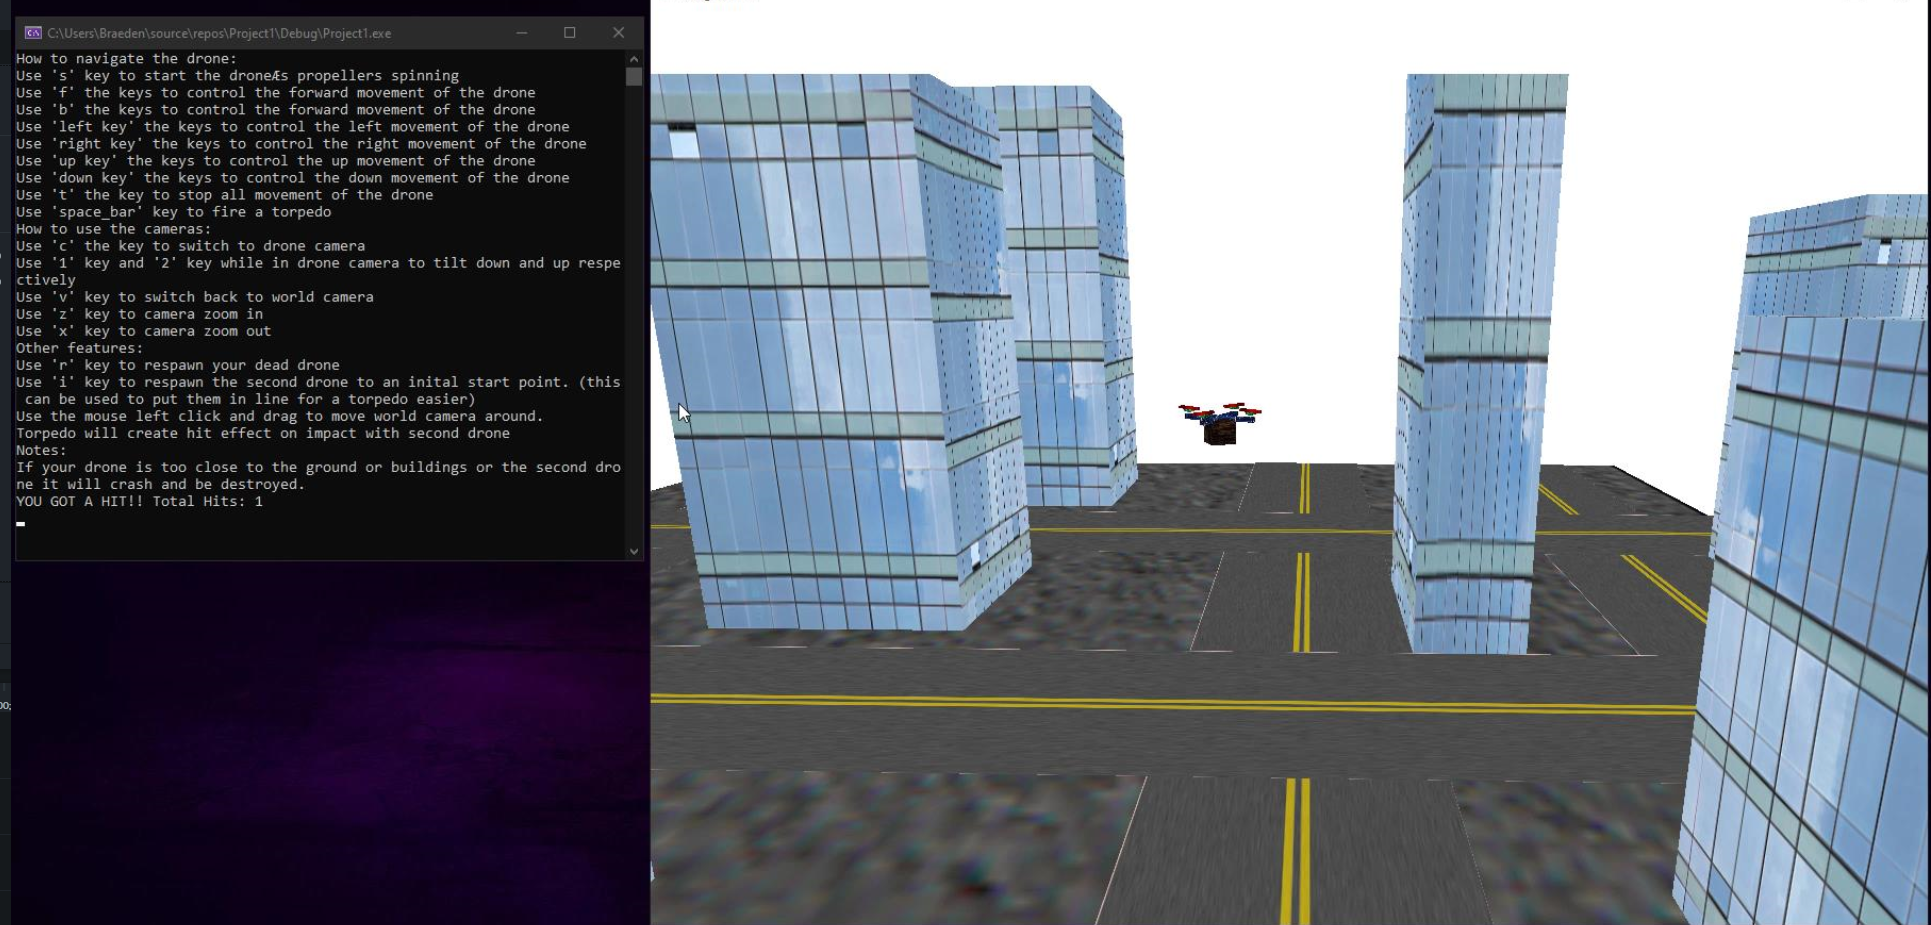 C:\Users\Braeden\source\repos\Project1\Debug\Project1.exe
How to navigate the drone:
Use 's' key to start the droneÆs propellers spinning
Use 'f' the keys to control the forward movement of the drone
Use 'b' the keys to control the forward movement of the drone
Use 'left key' the keys to control the left movement of the drone
Use 'right key' the keys to control the right movement of the drone
Use 'up key' the keys to control the up movement of the drone
Use 'down key' the keys to control the down movement of the drone
Use 't' the key to stop all movement of the drone
Use 'space_bar' key to fire a torpedo
How to use the cameras:
Use 'c' the key to switch to drone camera
Use '1' key and '2' key while in drone camera to tilt down and up respe
ctively
Use 'v' key to switch back to world camera
Use 'z' key to camera zoom in
Use 'x' key to camera zoom out
Other features:
Use 'r' key to respawn your dead drone
Use 'i' key to respawn the second drone to an inital start point. (this
can be used to put them in line for a torpedo easier)
Use the mouse left click and drag to move world camera around.
Torpedo will create hit effect on impact with second drone
Notes:
If your drone is too close to the ground or buildings or the second dro
ne it will crash and be destroyed.
YOU GOT A HIT!! Total Hits: 1